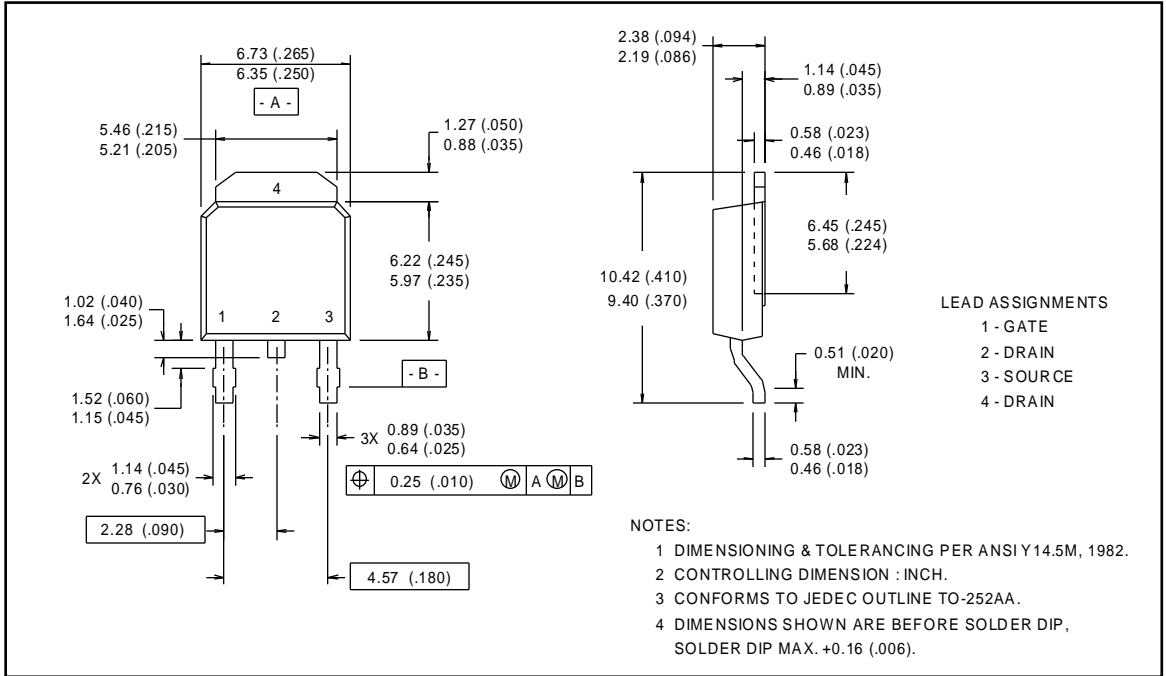 6.73 (.265)
6.35 (.250)
- A -
5.46 (.215)
5.21 (.205)
1.27 (.050)
0.88 (.035)
4
6.22 (.245)
5.97 (.235)
1.02 (.040)
1.64 (.025)
1 2 3
- B -
1.52 (.060)
1.15 (.045)
3X 0.89 (.035)
0.64 (.025)
2X 1.14 (.045)
0.76 (.030)
⌖ 0.25 (.010) Ⓜ A Ⓜ B
2.28 (.090)
4.57 (.180)
2.38 (.094)
2.19 (.086)
1.14 (.045)
0.89 (.035)
0.58 (.023)
0.46 (.018)
6.45 (.245)
5.68 (.224)
10.42 (.410)
9.40 (.370)
0.51 (.020)
MIN.
0.58 (.023)
0.46 (.018)
LEAD ASSIGNMENTS
1 - GATE
2 - DRAIN
3 - SOURCE
4 - DRAIN
NOTES:
1 DIMENSIONING & TOLERANCING PER ANSI Y14.5M, 1982.
2 CONTROLLING DIMENSION : INCH.
3 CONFORMS TO JEDEC OUTLINE TO-252AA.
4 DIMENSIONS SHOWN ARE BEFORE SOLDER DIP,
SOLDER DIP MAX. +0.16 (.006).